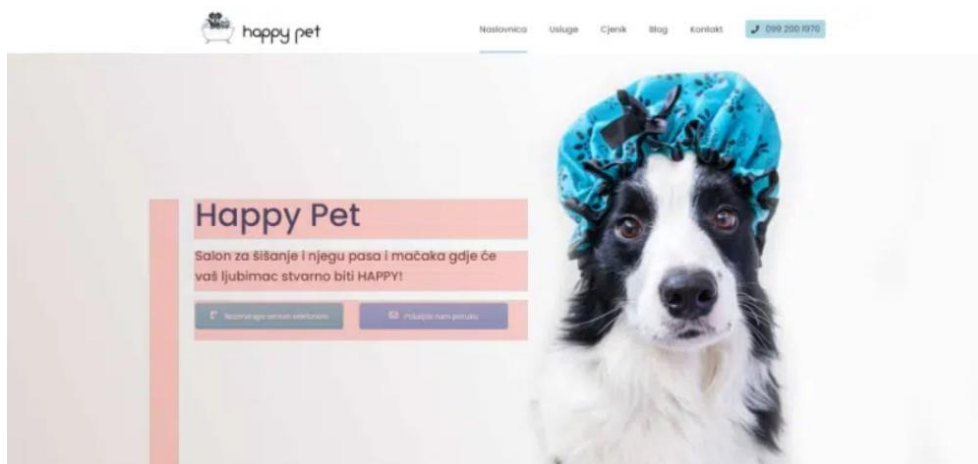 happy pet
Naslovnica Usluge Cjenik Blog Kontakt 099 200 1970
Happy Pet
Salon za šišanje i njegu pasa i mačaka gdje će
vaš ljubimac stvarno biti HAPPY!
Pošaljite nam poruku